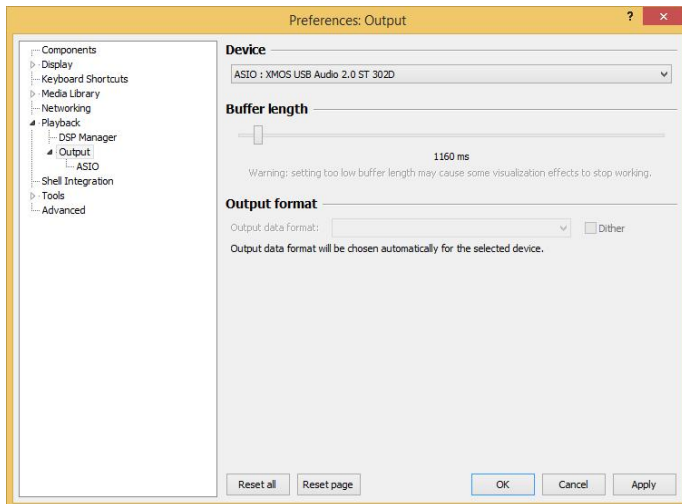 Preferences: Output
?
Components
Display
Keyboard Shortcuts
Media Library
Networking
Playback
DSP Manager
Output
ASIO
Shell Integration
Tools
Advanced
Device
ASIO : XMOS USB Audio 2.0 ST 302D
Buffer length
1160 ms
Warning: setting too low buffer length may cause some visualization effects to stop working.
Output format
Output data format:
Dither
Output data format will be chosen automatically for the selected device.
Reset all Reset page OK Cancel Apply